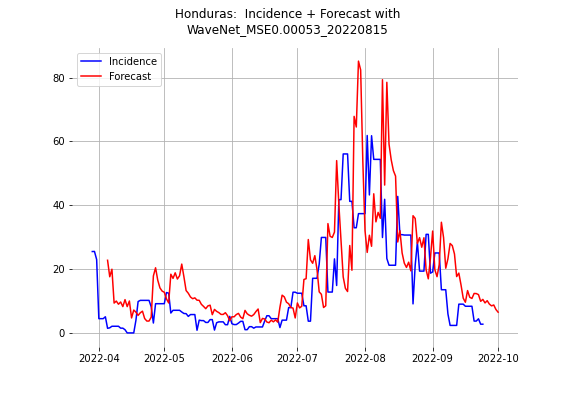 Honduras:  Incidence + Forecast with
WaveNet_MSE0.00053_20220815
Incidence
Forecast
80
60
40
20
0
2022-04 2022-05 2022-06 2022-07 2022-08 2022-09 2022-10